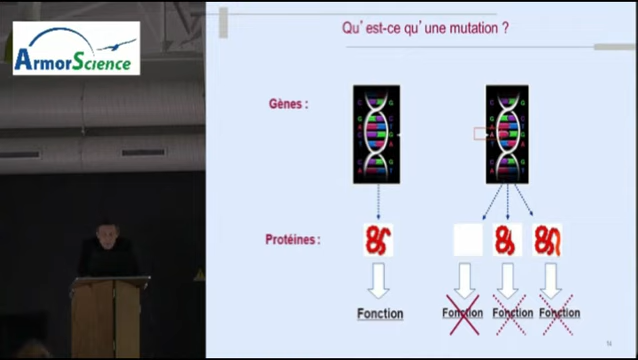 ArmorScience
Qu'est-ce qu'une mutation ?
Gènes :
Protéines :
Fonction
Fonction
Fonction
Fonction